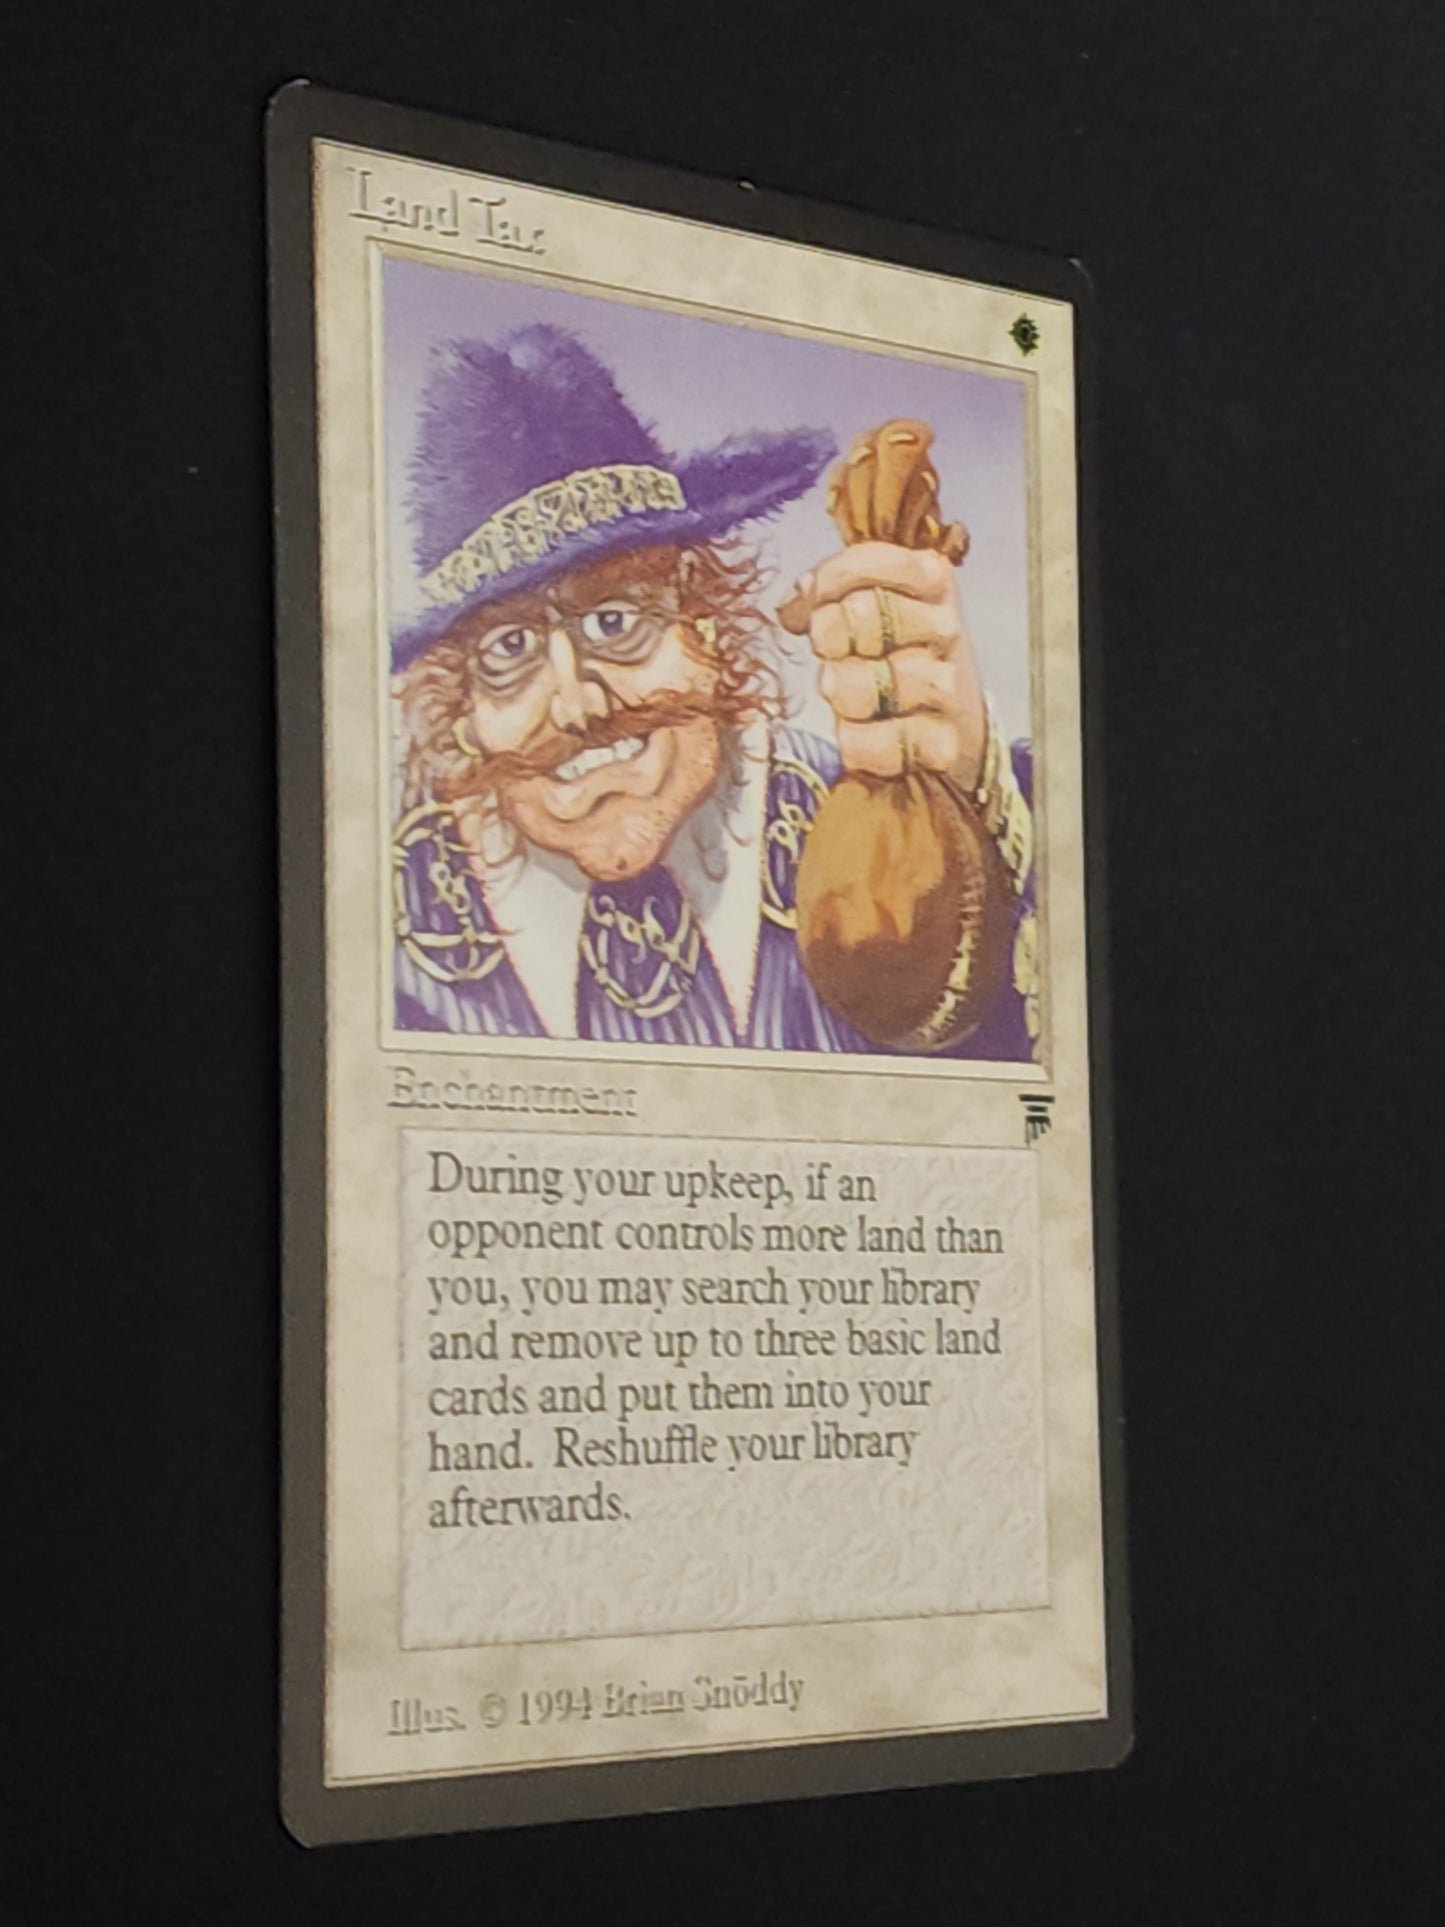 Land Tax
Enchantment
During your upkeep, if an
opponent controls more land than
you, you may search your library
and remove up to three basic land
cards and put them into your
hand. Reshuffle your library
afterwards.
Illus. © 1994 Brian Snōddy